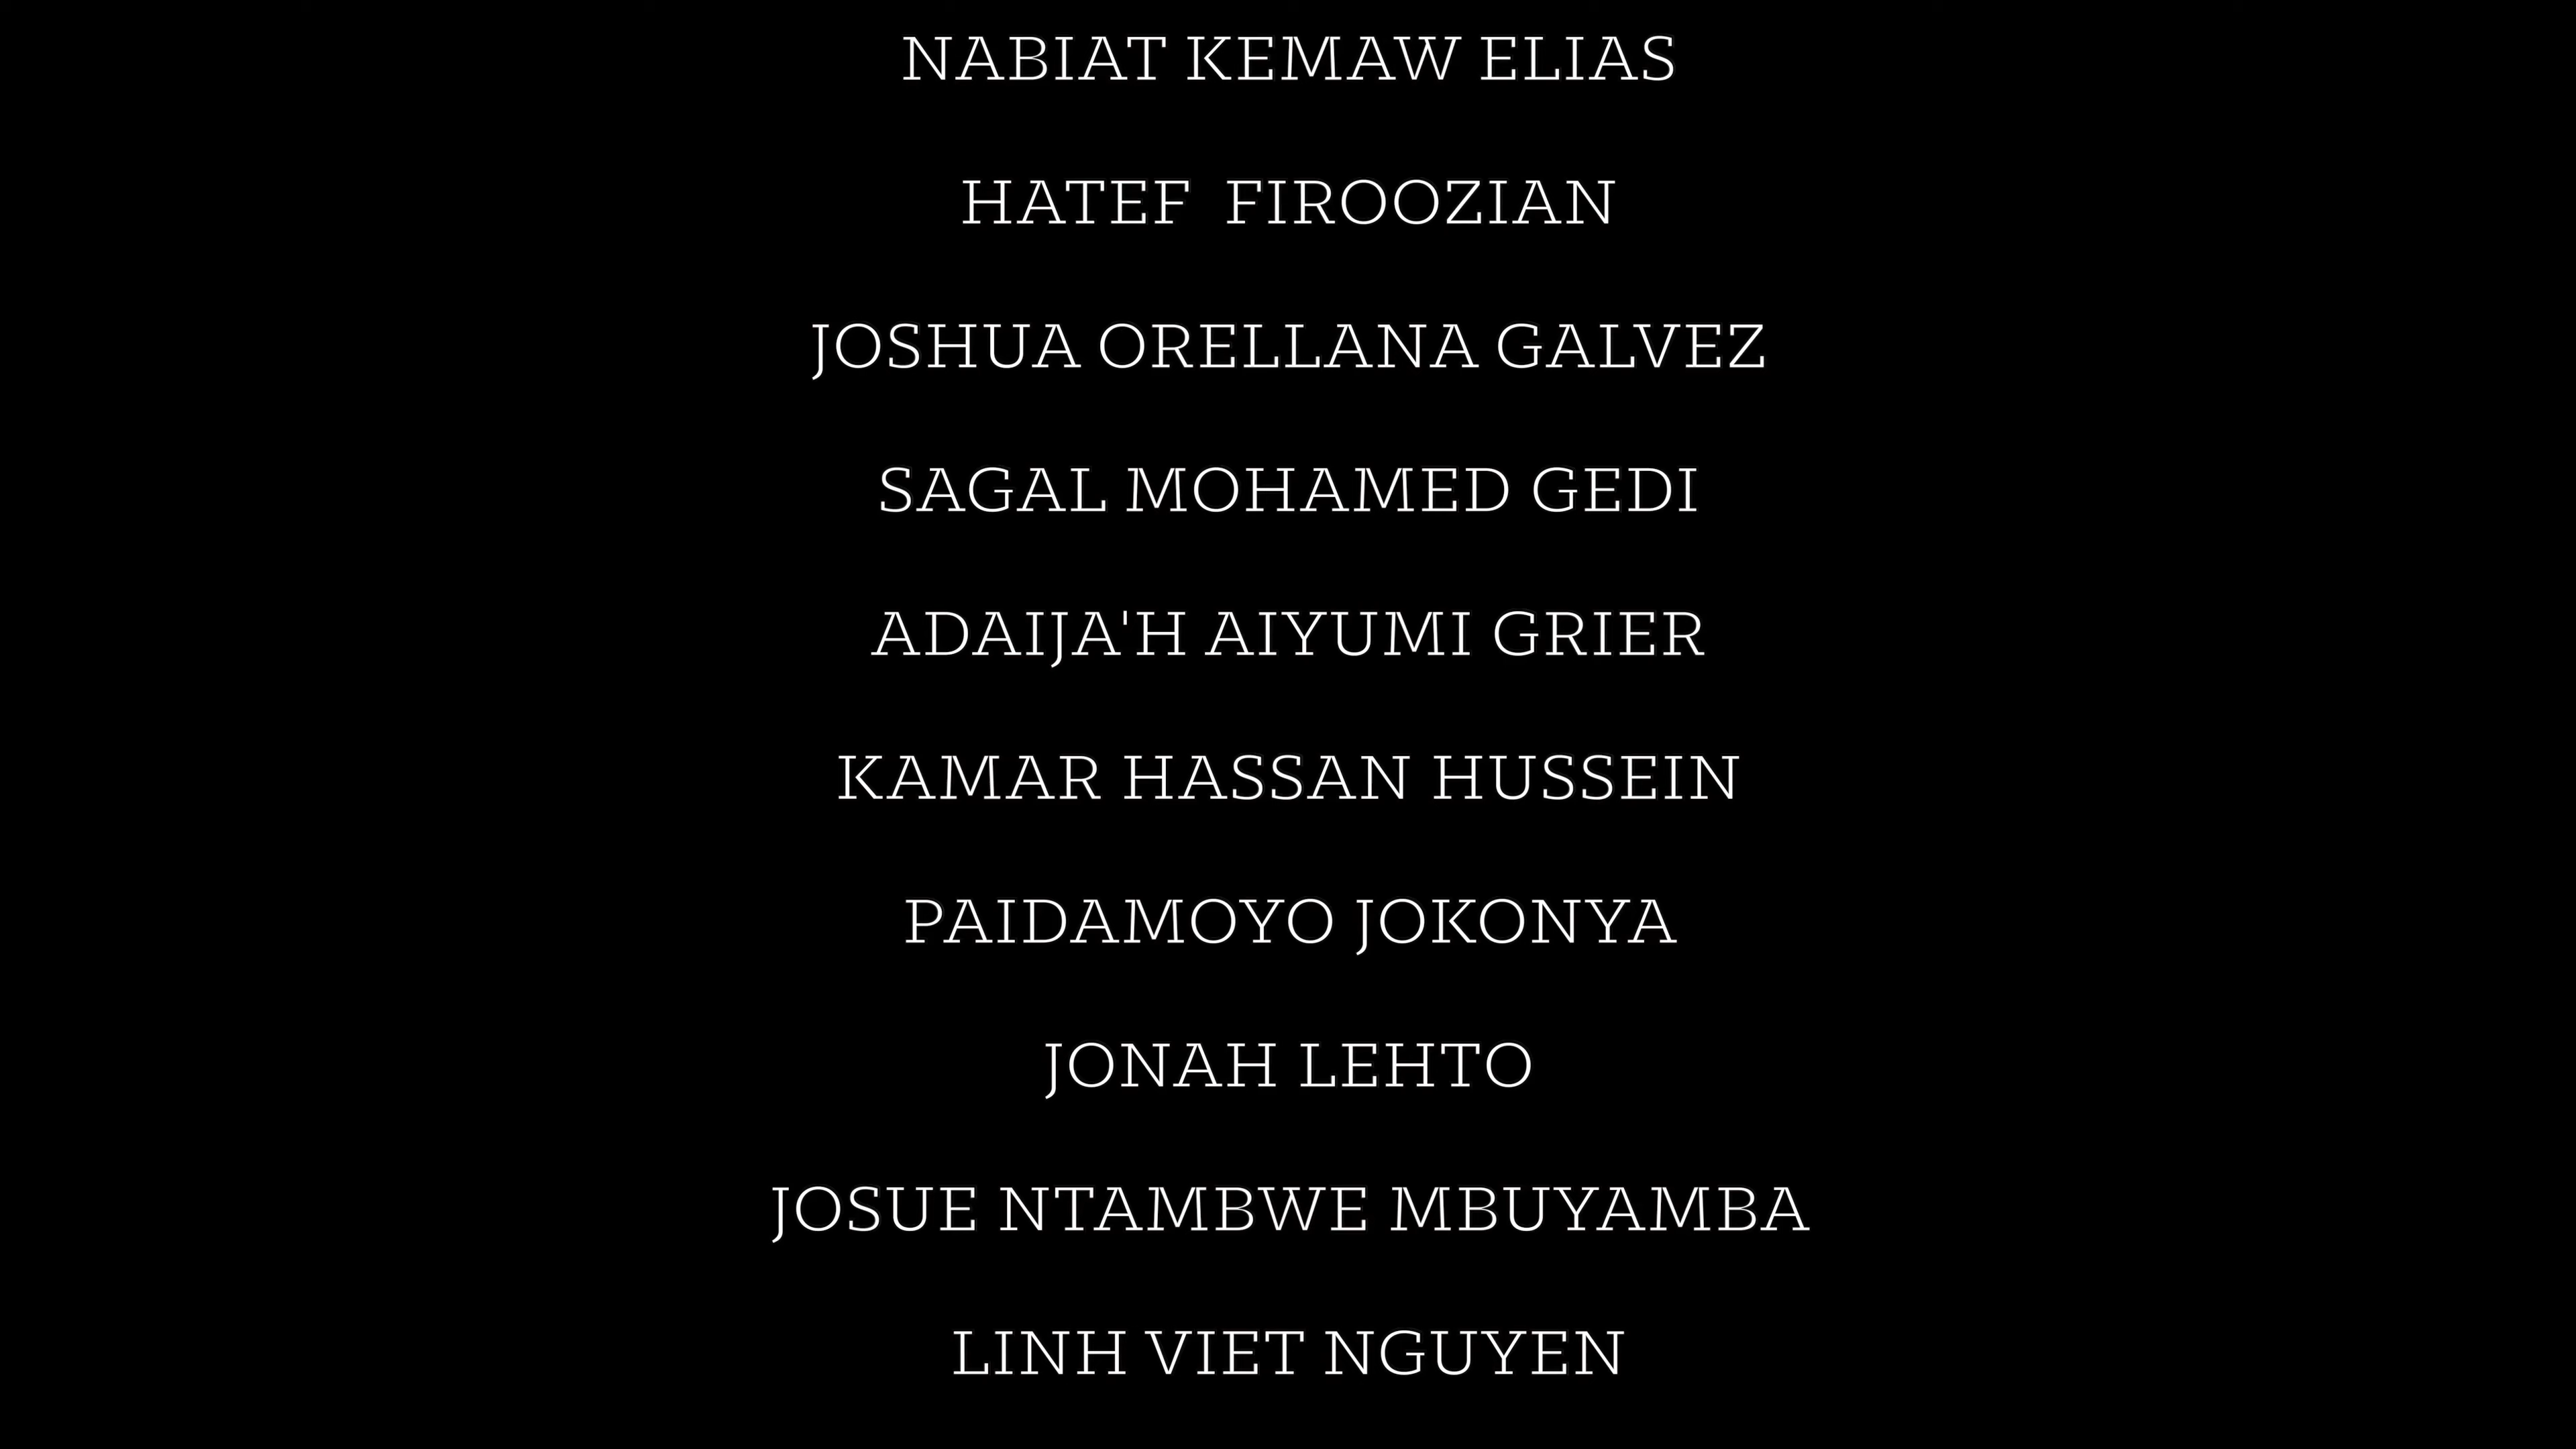 NABIAT KEMAW ELIAS
HATEF  FIROOZIAN
JOSHUA ORELLANA GALVEZ
SAGAL MOHAMED GEDI
ADAIJA'H AIYUMI GRIER
KAMAR HASSAN HUSSEIN
PAIDAMOYO JOKONYA
JONAH LEHTO
JOSUE NTAMBWE MBUYAMBA
LINH VIET NGUYEN